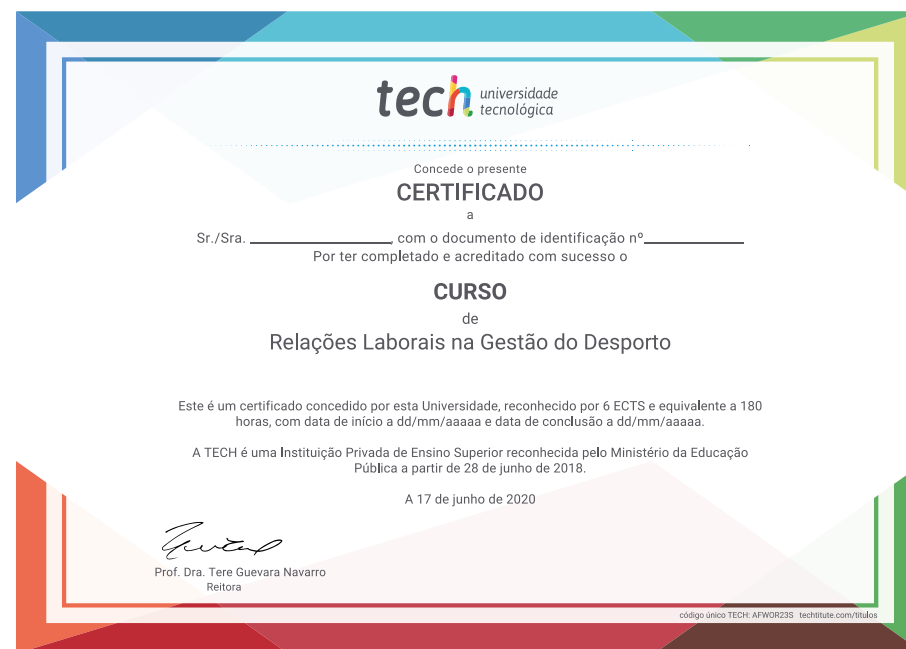 tech universidade
tecnológica
Concede o presente
CERTIFICADO
a
Sr./Sra. ____________________, com o documento de identificação nº______________
Por ter completado e acreditado com sucesso o
CURSO
de
Relações Laborais na Gestão do Desporto
Este é um certificado concedido por esta Universidade, reconhecido por 6 ECTS e equivalente a 180
horas, com data de início a dd/mm/aaaaa e data de conclusão a dd/mm/aaaaa.
A TECH é uma Instituição Privada de Ensino Superior reconhecida pelo Ministério da Educação
Pública a partir de 28 de junho de 2018.
A 17 de junho de 2020
Prof. Dra. Tere Guevara Navarro
Reitora
código único TECH: AFWOR23S techtitute.com/titulos